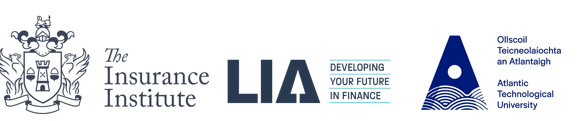 The
Insurance
Institute
LIA
DEVELOPING
YOUR FUTURE
IN FINANCE
Ollscoil
Teicneolaíochta
an Atlantaigh
Atlantic
Technological
University